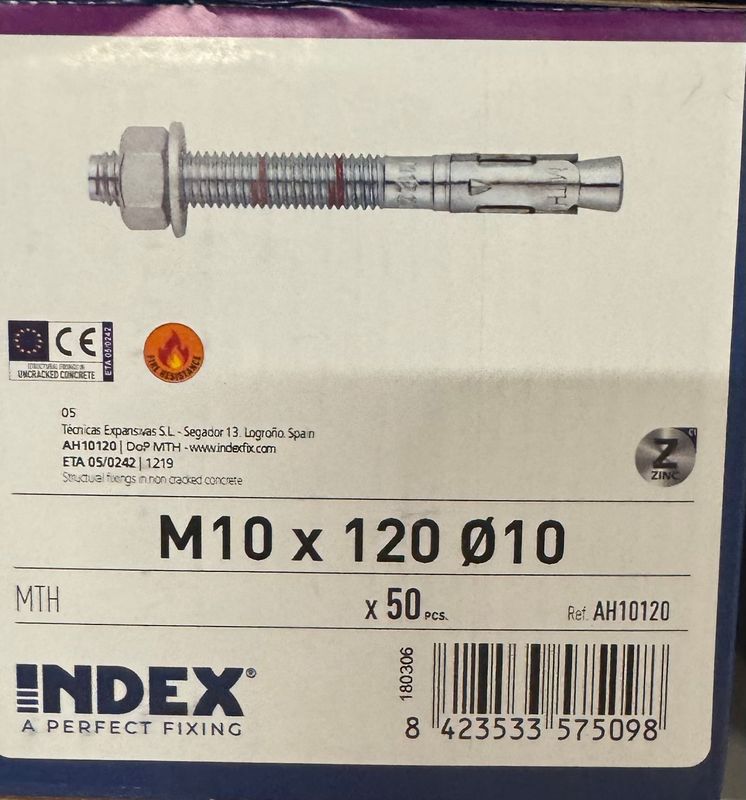 MTH
CE
ETA 05/0242
STRUCTURAL FIXINGS IN
UNCRACKED CONCRETE
FIRE RESISTANCE
05
Técnicas Expansivas S.L. - Segador 13. Logroño. Spain
AH10120 | DoP MTH - www.indexfix.com
ETA 05/0242 | 1219
Structural fixings in non cracked concrete
C1
Z
ZINC
M10 x 120 Ø10
MTH
x 50 PCS.
Ref. AH10120
INDEX®
A PERFECT FIXING
180306
8 423533 575098